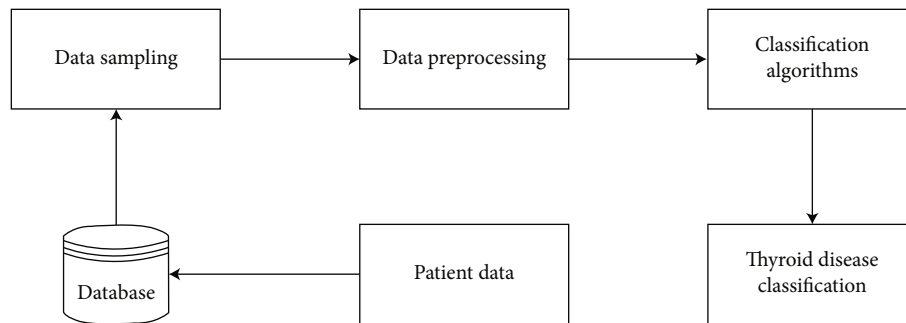 Data sampling
Data preprocessing
Classification
algorithms
Database
Patient data
Thyroid disease
classification